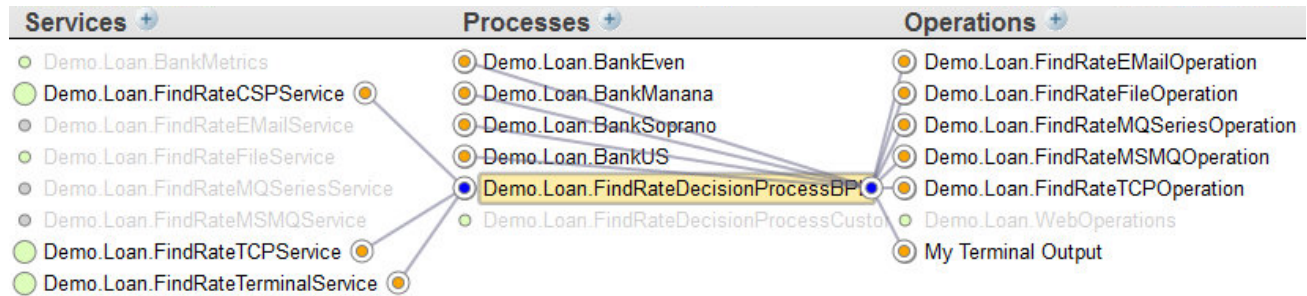 Services
Processes
Operations
Demo.Loan.BankMetrics
Demo.Loan.FindRateCSPService
Demo.Loan.FindRateEMailService
Demo.Loan.FindRateFileService
Demo.Loan.FindRateMQSeriesService
Demo.Loan.FindRateMSMQService
Demo.Loan.FindRateTCPService
Demo.Loan.FindRateTerminalService
Demo.Loan.BankEven
Demo.Loan.BankManana
Demo.Loan.BankSoprano
Demo.Loan.BankUS
Demo.Loan.FindRateDecisionProcessBP
Demo.Loan.FindRateDecisionProcessCusto
Demo.Loan.FindRateEMailOperation
Demo.Loan.FindRateFileOperation
Demo.Loan.FindRateMQSeriesOperation
Demo.Loan.FindRateMSMQOperation
Demo.Loan.FindRateTCPOperation
Demo.Loan.WebOperations
My Terminal Output